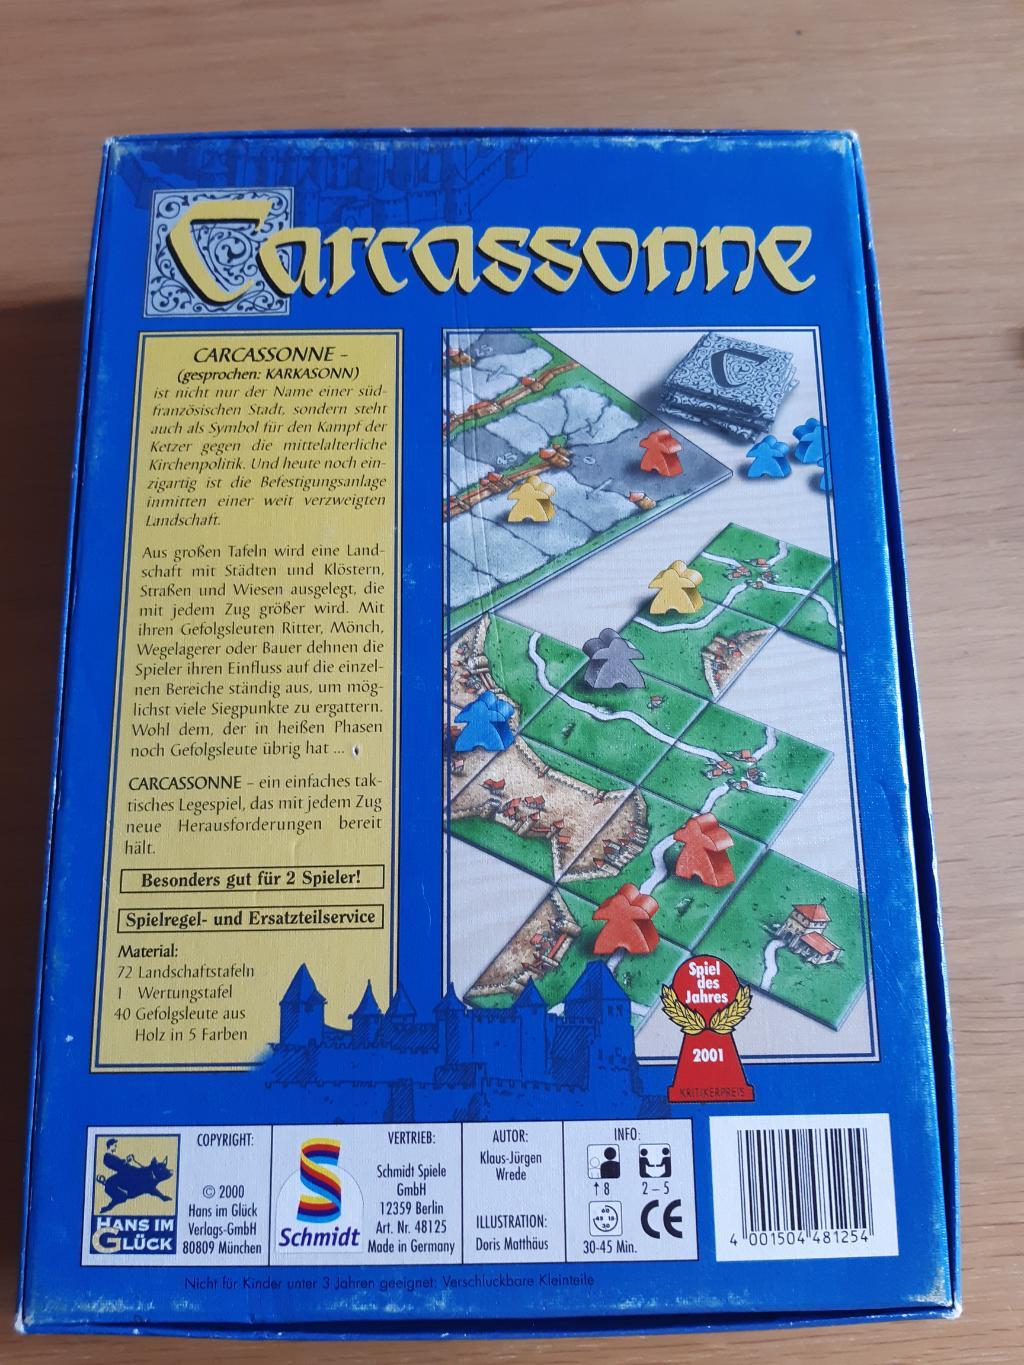 Carcassonne
CARCASSONNE –
(gesprochen: KARKASONN)
ist nicht nur der Name einer süd-
französischen Stadt, sondern steht
auch als Symbol für den Kampf der
Ketzer gegen die mittelalterliche
Kirchenpolitik. Und heute noch ein-
zigartig ist die Befestigungsanlage
inmitten einer weit verzweigten
Landschaft.
Aus großen Tafeln wird eine Land-
schaft mit Städten und Klöstern,
Straßen und Wiesen ausgelegt, die
mit jedem Zug größer wird. Mit
ihren Gefolgsleuten Ritter, Mönch,
Wegelagerer oder Bauer dehnen die
Spieler ihren Einfluss auf die einzel-
nen Bereiche ständig aus, um mög-
lichst viele Siegpunkte zu ergattern.
Wohl dem, der in heißen Phasen
noch Gefolgsleute übrig hat ...
CARCASSONNE – ein einfaches tak-
tisches Legespiel, das mit jedem Zug
neue Herausforderungen bereit
hält.
Besonders gut für 2 Spieler!
Spielregel- und Ersatzteilservice
Material:
72 Landschaftstafeln
1 Wertungstafel
40 Gefolgsleute aus
Holz in 5 Farben
C
45
Spiel
des
Jahres
2001
KRITIKERPREIS
HANS IM
GLÜCK
COPYRIGHT:
© 2000
Hans im Glück
Verlags-GmbH
80809 München
Schmidt
VERTRIEB:
Schmidt Spiele
GmbH
12359 Berlin
Art. Nr. 48125
Made in Germany
AUTOR:
Klaus-Jürgen
Wrede
ILLUSTRATION:
Doris Matthäus
INFO:
↑8
2 – 5
60
45 15
30
30-45 Min.
CE
4 001504 481254
Nicht für Kinder unter 3 Jahren geeignet: Verschluckbare Kleinteile